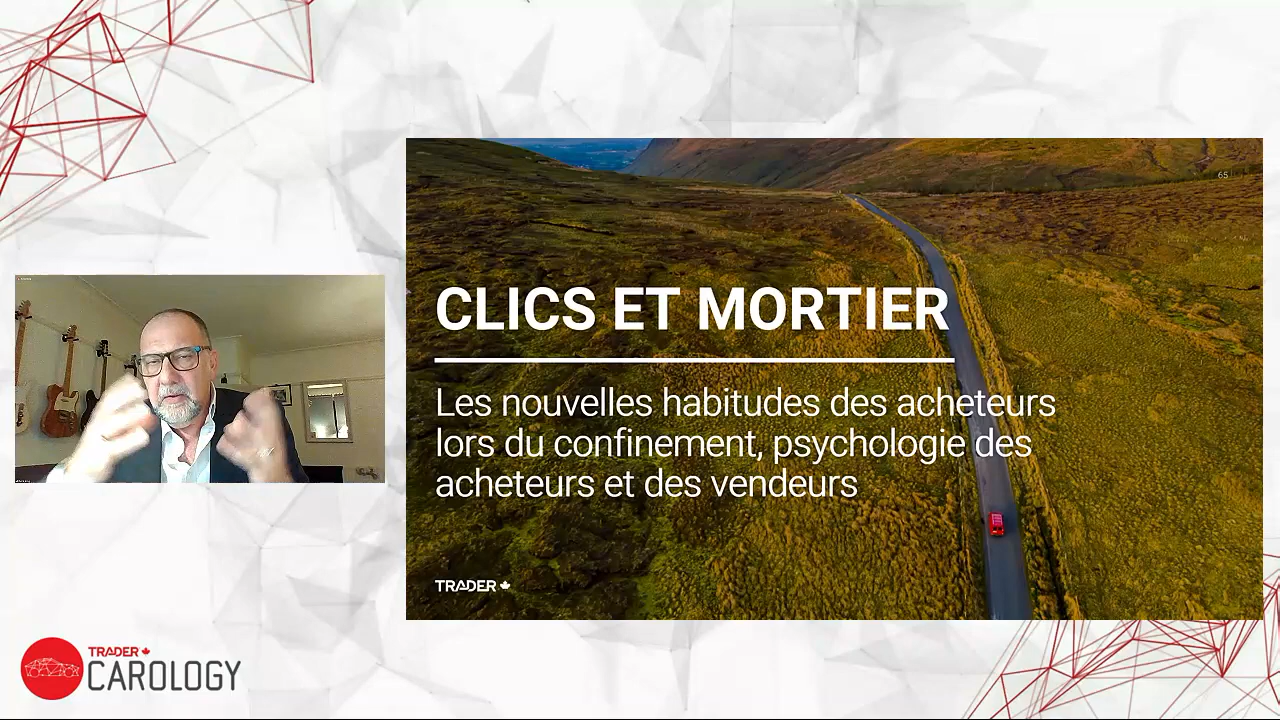 65
CLICS ET MORTIER
Les nouvelles habitudes des acheteurs
lors du confinement, psychologie des
acheteurs et des vendeurs
TRADER
TRADER
CAROLOGY